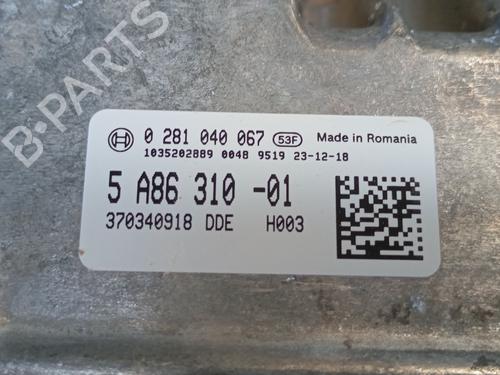 0 281 040 067 53F Made in Romania
1035202889 0048 9519 23-12-18
5 A86 310 -01
370340918 DDE H003